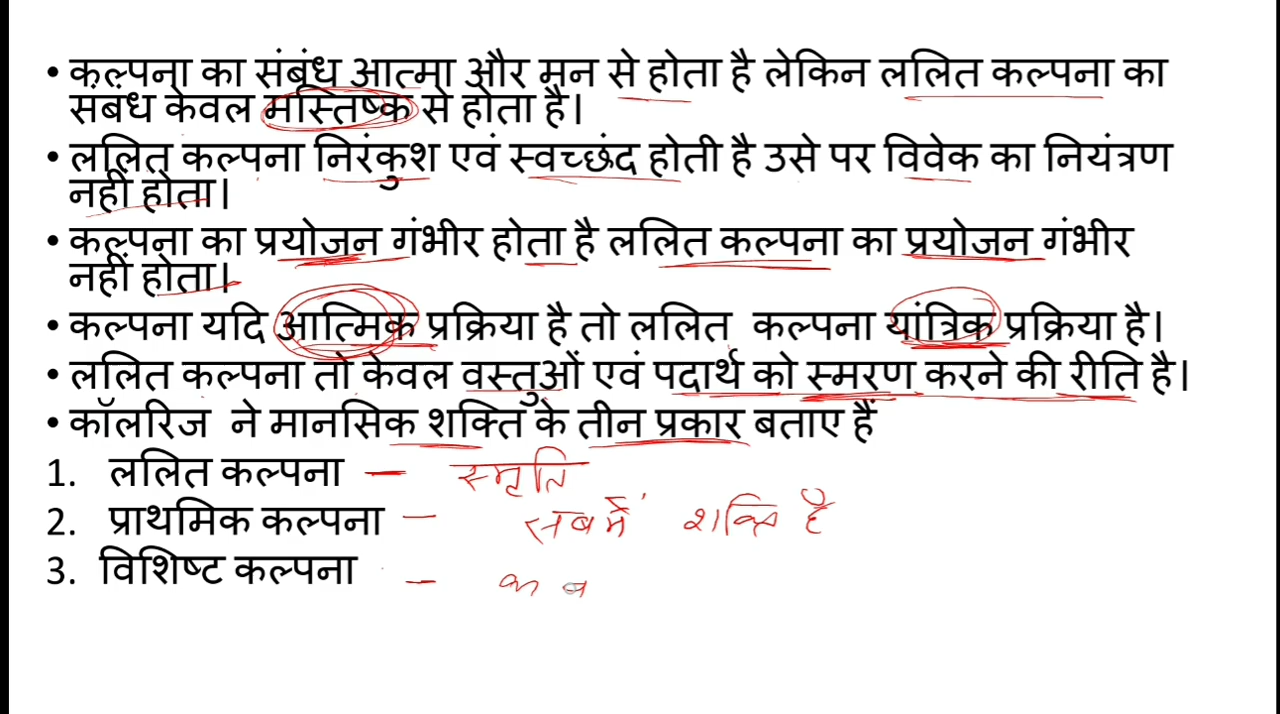 • कल्पना का संबंध आत्मा और मन से होता है लेकिन ललित कल्पना का
संबंध केवल मस्तिष्क से होता है।
• ललित कल्पना निरंकुश एवं स्वच्छंद होती है उसे पर विवेक का नियंत्रण
नहीं होता।
• कल्पना का प्रयोजन गंभीर होता है ललित कल्पना का प्रयोजन गंभीर
नहीं होता।
• कल्पना यदि आत्मिक प्रक्रिया है तो ललित कल्पना यांत्रिक प्रक्रिया है।
• ललित कल्पना तो केवल वस्तुओं एवं पदार्थ को स्मरण करने की रीति है।
• कॉलरिज ने मानसिक शक्ति के तीन प्रकार बताए हैं
1. ललित कल्पना – स्मृति
2. प्राथमिक कल्पना – सबमें शक्ति है
3. विशिष्ट कल्पना –